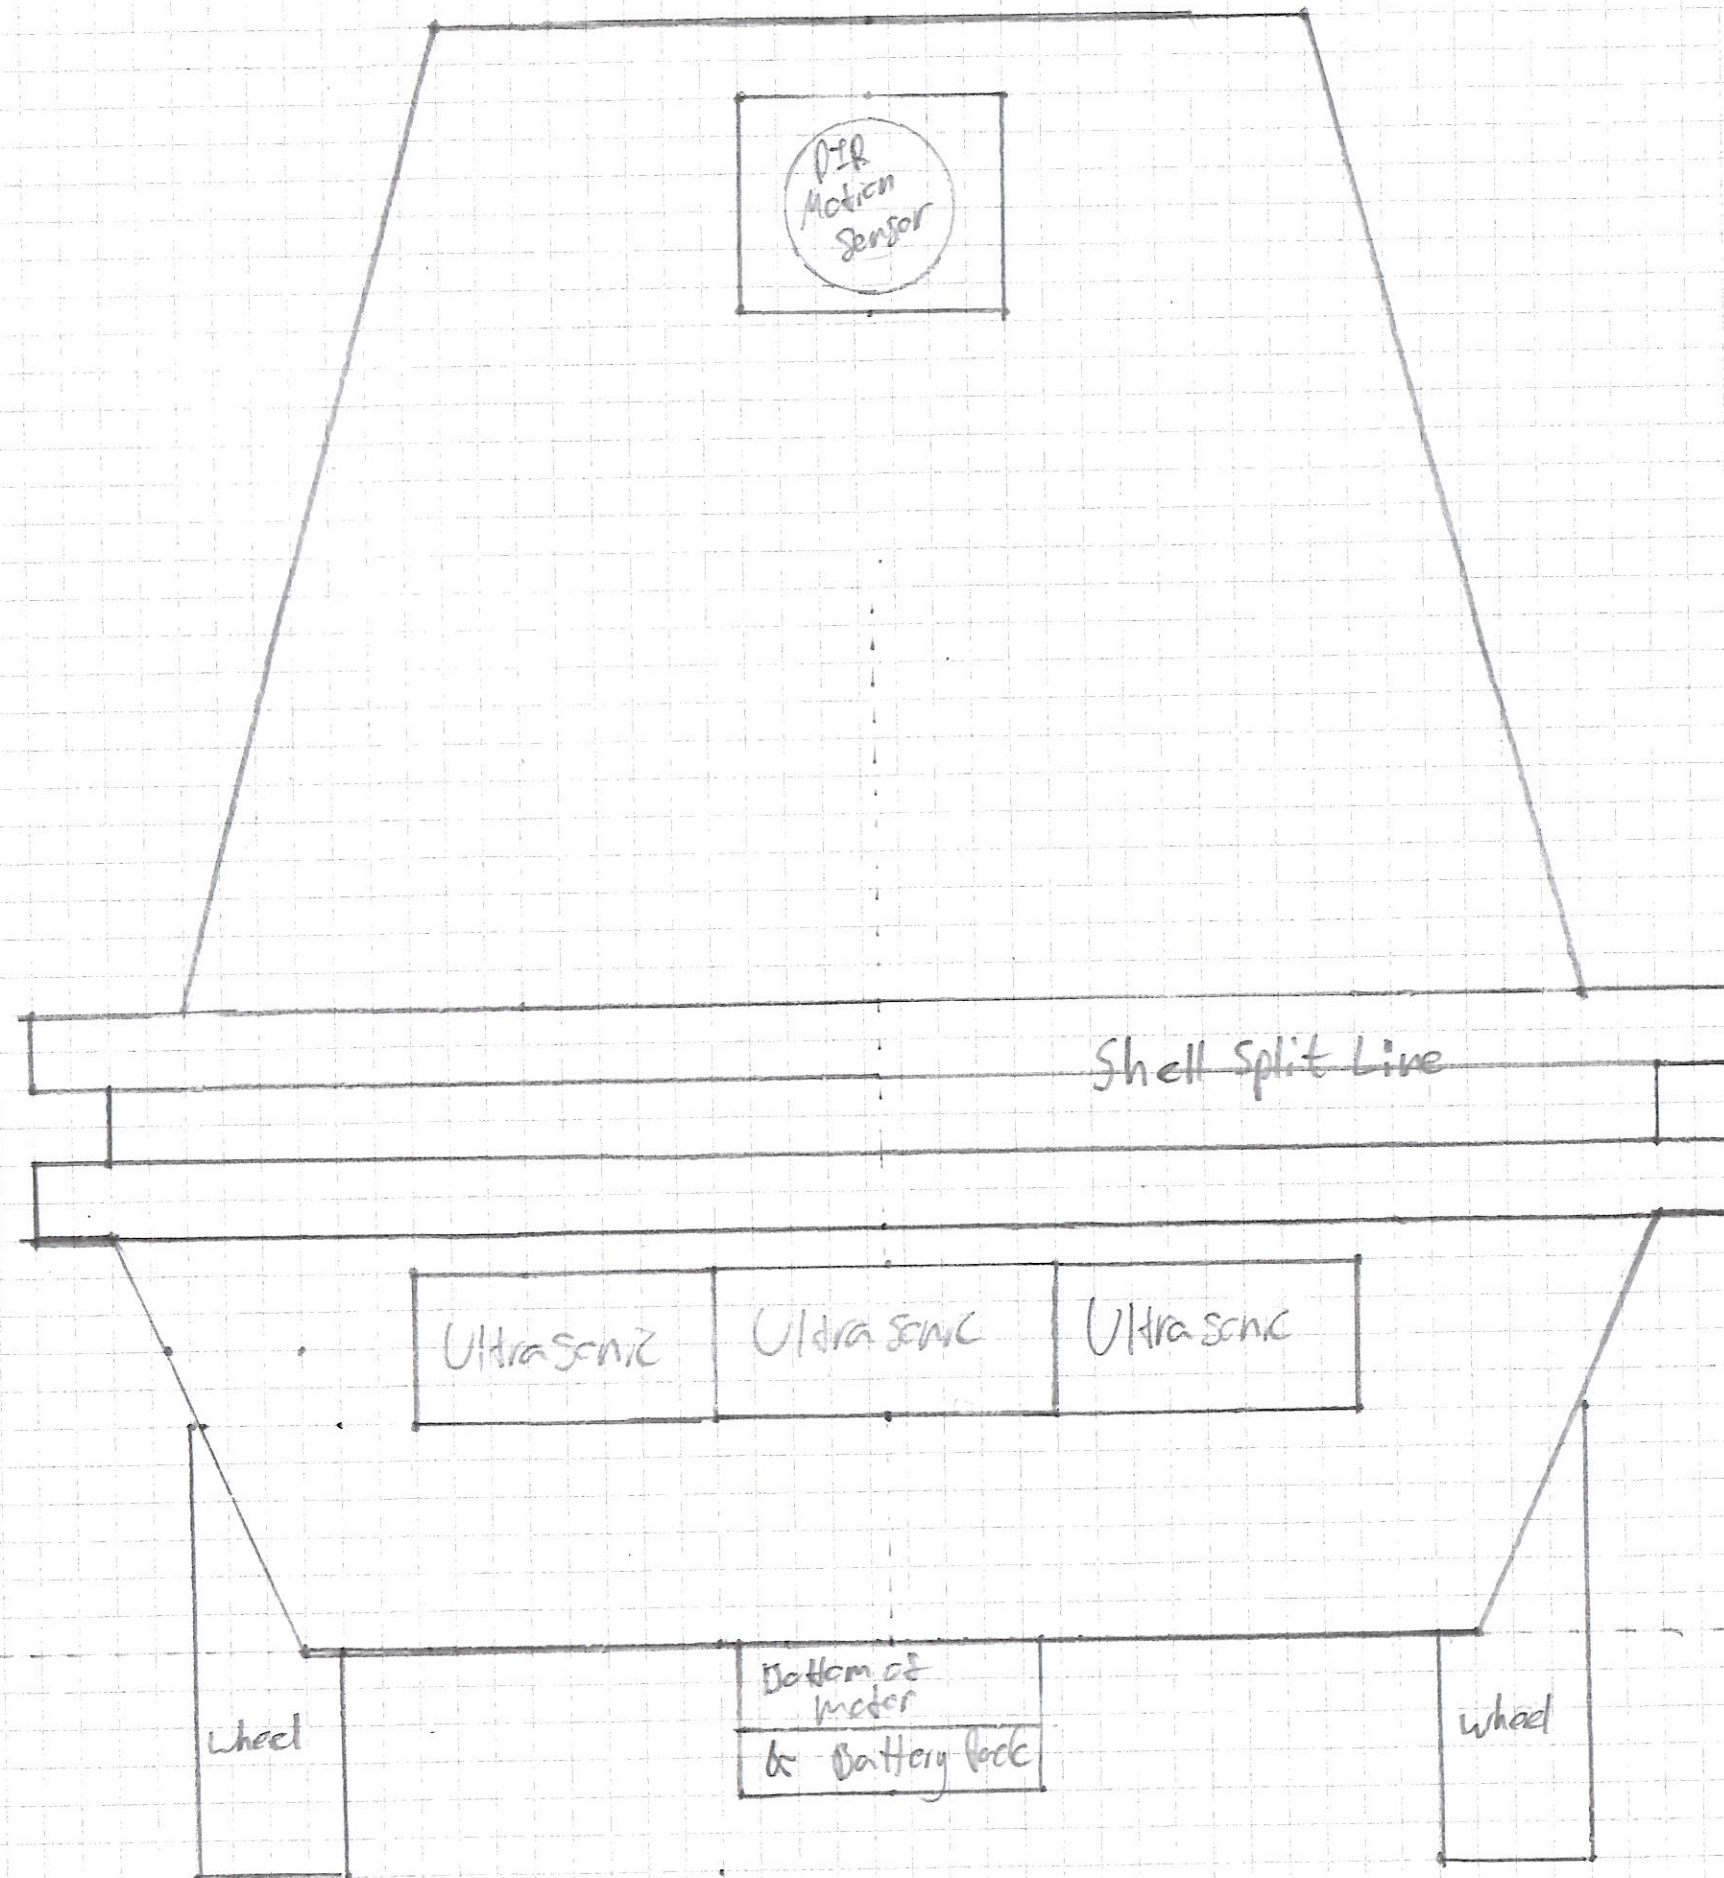 PIR
Motion
Sensor
Shell Split Line
Ultrasonic
Ultrasonic
Ultrasonic
Bottom of
motor
& Battery Pack
wheel
wheel